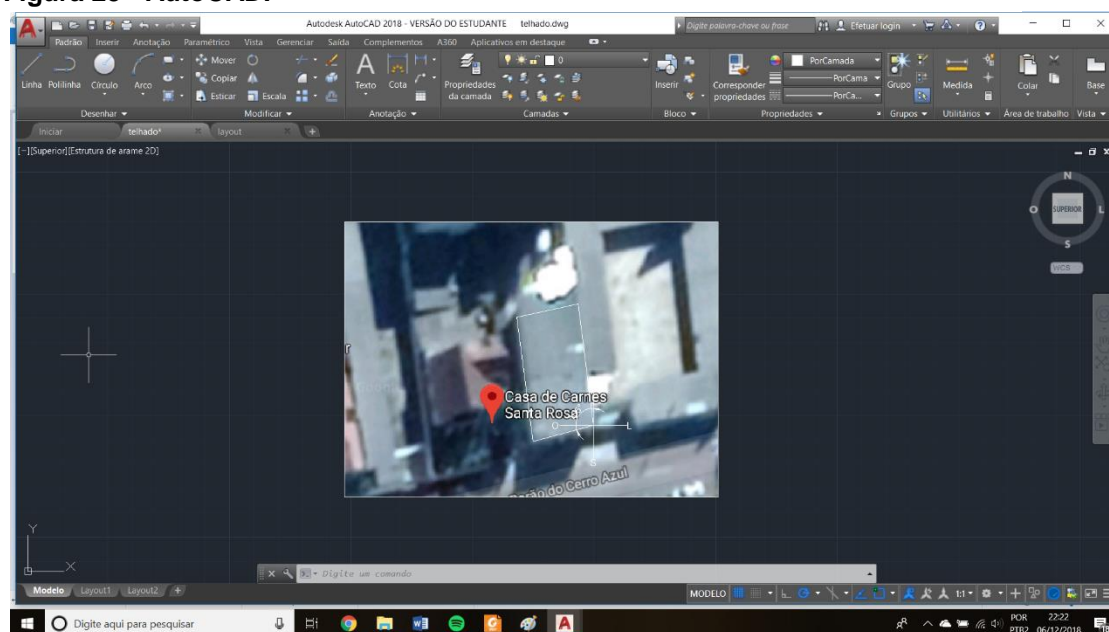 Autodesk AutoCAD 2018 - VERSÃO DO ESTUDANTE telhado.dwg
Digite palavra-chave ou frase
Efetuar login
Padrão Inserir Anotação Paramétrico Vista Gerenciar Saída Complementos A360 Aplicativos em destaque
Linha Polilinha Círculo Arco
Mover
Copiar
Esticar Escala
Texto Cota
Propriedades
da camada
0
Inserir
Corresponder
propriedades
PorCamada
PorCama
PorCa...
Grupo
Medida
Colar
Base
Desenhar Modificar Anotação Camadas Bloco Propriedades Grupos Utilitários Área de trabalho Vista
Iniciar telhado* layout
[−][Superior][Estrutura de arame 2D]
N
O SUPERIOR L
S
WCS
Casa de Carnes
Santa Rosa
O L
S
Barão do Cerro Azul
Y
X
Digite um comando
Modelo Layout1 Layout2 +
MODELO 1:1
Digite aqui para pesquisar
POR 22:22
PTB2 06/12/2018